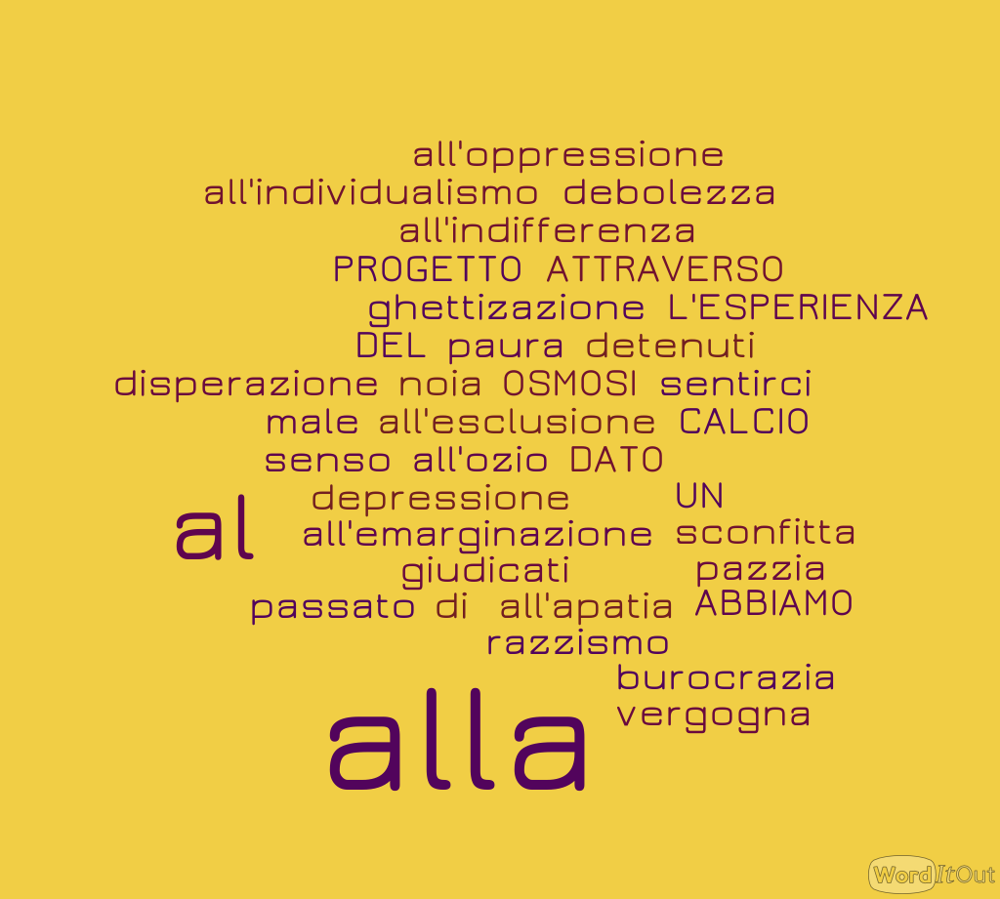 all'oppressione
all'individualismo debolezza
all'indifferenza
PROGETTO ATTRAVERSO
ghettizazione L'ESPERIENZA
DEL paura detenuti
disperazione noia OSMOSI sentirci
male all'esclusione CALCIO
senso all'ozio DATO
al depressione UN
all'emarginazione sconfitta
giudicati pazzia
passato di all'apatia ABBIAMO
razzismo
burocrazia
alla vergogna
WordItOut